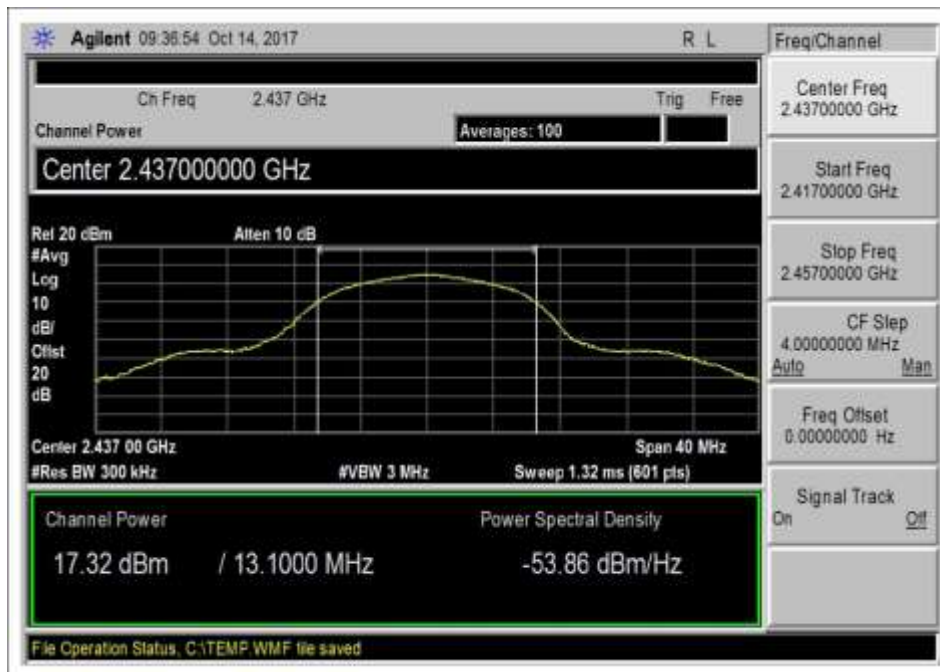 Agilent 09:36:54 Oct 14, 2017 R L
Freq/Channel
Ch Freq 2.437 GHz Trig Free
Channel Power Averages: 100
Center 2.437000000 GHz
Ref 20 dBm Atten 10 dB
#Avg
Log
10
dB/
Offst
20
dB
Center 2.437 00 GHz Span 40 MHz
#Res BW 300 kHz #VBW 3 MHz Sweep 1.32 ms (601 pts)
Channel Power Power Spectral Density
17.32 dBm / 13.1000 MHz -53.86 dBm/Hz
File Operation Status, C:\TEMP.WMF file saved
Center Freq
2.43700000 GHz
Start Freq
2.41700000 GHz
Stop Freq
2.45700000 GHz
CF Step
4.00000000 MHz
Auto Man
Freq Offset
0.00000000 Hz
Signal Track
On Off